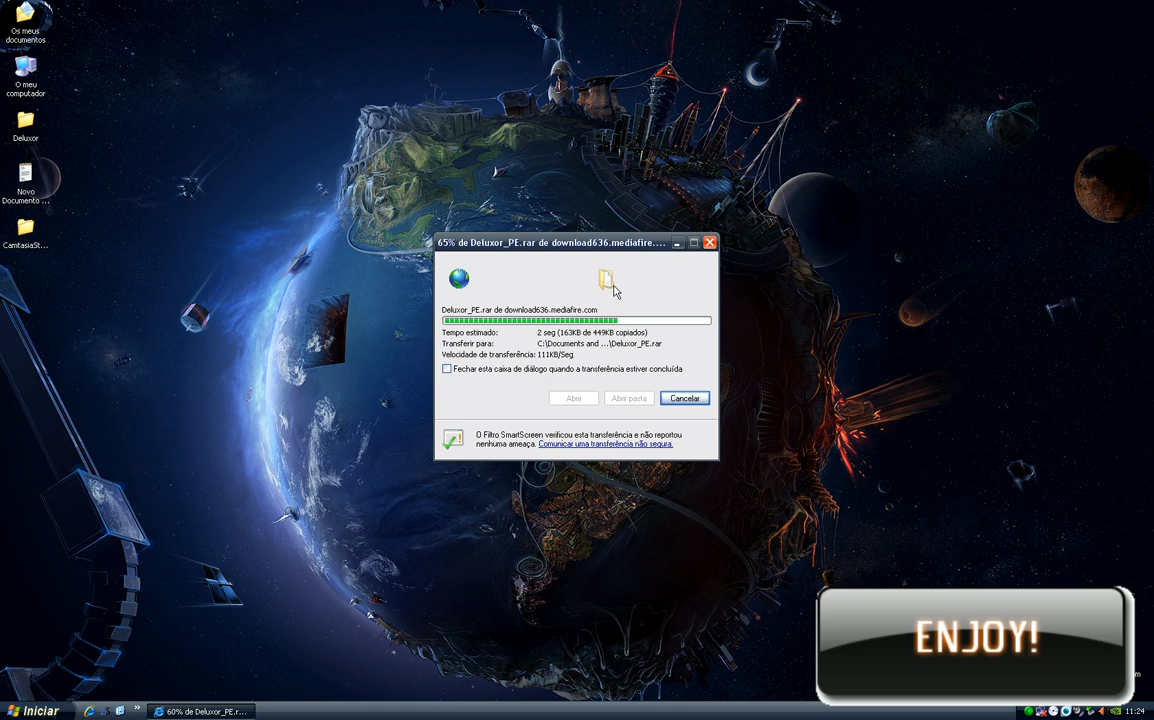 Os meus
documentos
O meu
computador
Deluxor
Novo
Documento ...
CamtasiaSt...
65% de Deluxor_PE.rar de download636.mediafire....
Deluxor_PE.rar de download636.mediafire.com
Tempo estimado: 2 seg (163KB de 449KB copiados)
Transferir para: C:\Documents and ...\Deluxor_PE.rar
Velocidade de transferência: 111KB/Seg
Fechar esta caixa de diálogo quando a transferência estiver concluída
Abrir Abrir pasta Cancelar
O Filtro SmartScreen verificou esta transferência e não reportou
nenhuma ameaça. Comunicar uma transferência não segura.
ENJOY!
Iniciar
60% de Deluxor_PE.r...
11:24